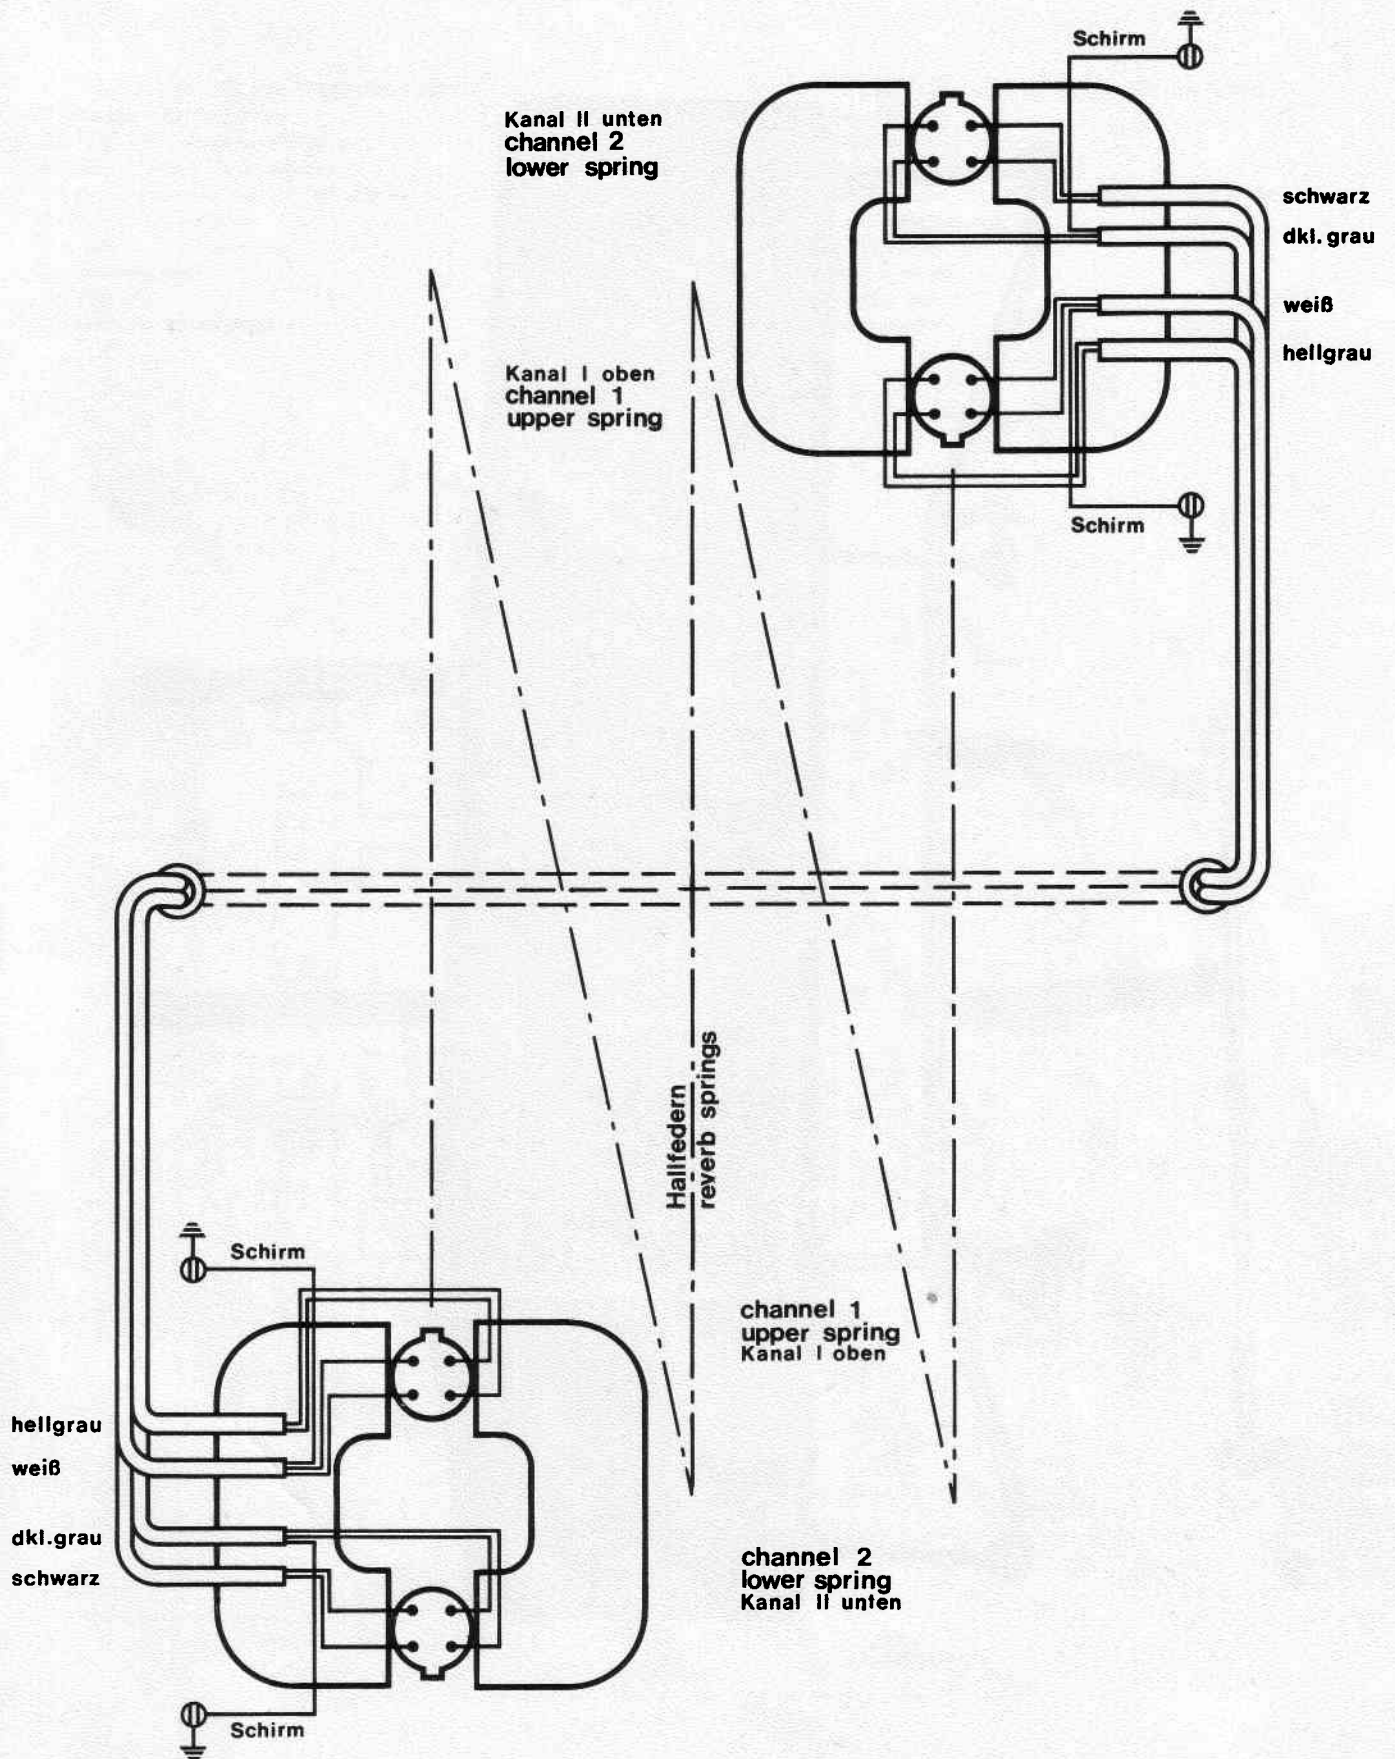 Schirm
Kanal II unten
channel 2
lower spring
schwarz
dkl. grau
weiß
hellgrau
Kanal I oben
channel 1
upper spring
Schirm
Hallfedern
reverb springs
Schirm
channel 1
upper spring
Kanal I oben
hellgrau
weiß
dkl.grau
schwarz
channel 2
lower spring
Kanal II unten
Schirm